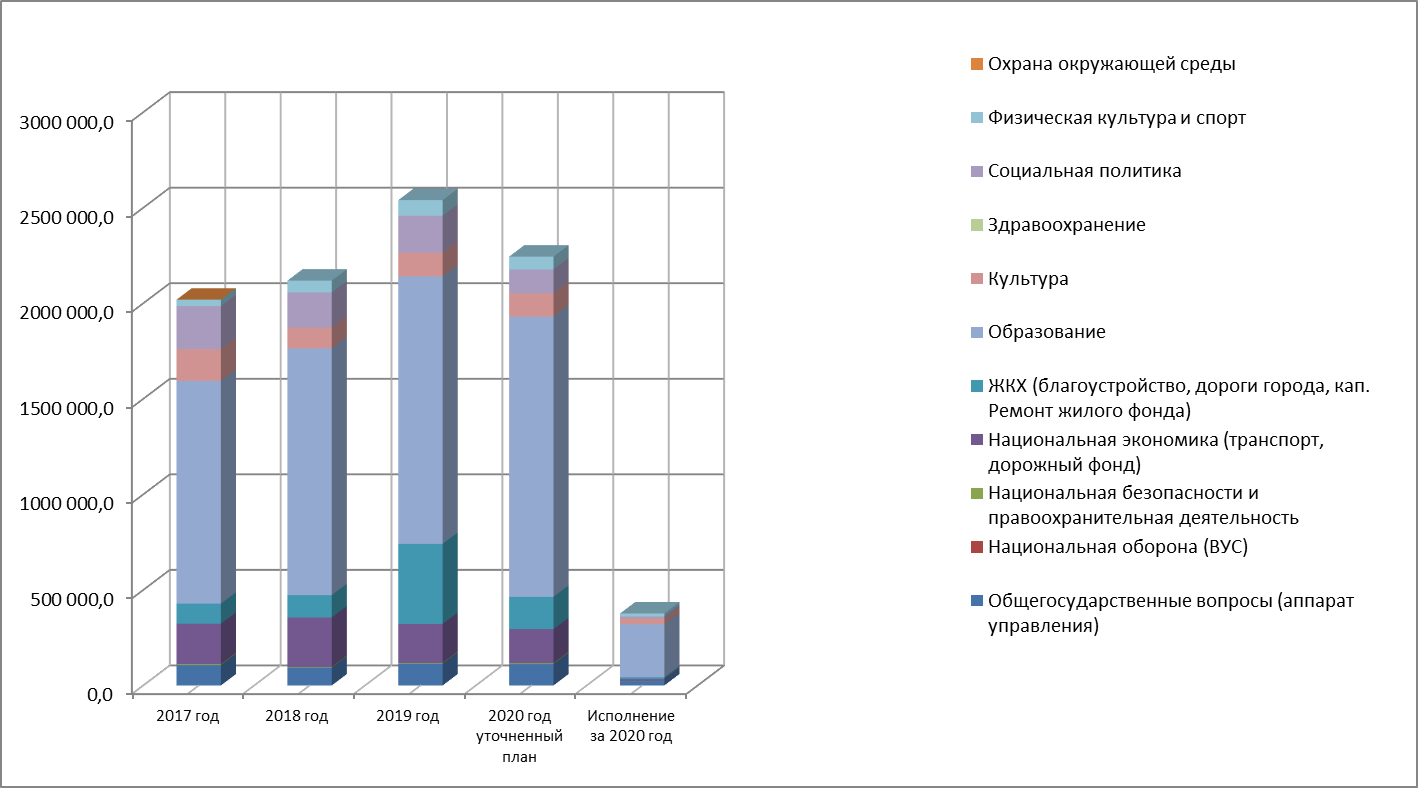 3000 000,0
2500 000,0
2000 000,0
1500 000,0
1000 000,0
500 000,0
0,0
2017 год
2018 год
2019 год
2020 год
уточненный
план
Исполнение
за 2020 год
Охрана окружающей среды
Физическая культура и спорт
Социальная политика
Здравоохранение
Культура
Образование
ЖКХ (благоустройство, дороги города, кап.
Ремонт жилого фонда)
Национальная экономика (транспорт,
дорожный фонд)
Национальная безопасности и
правоохранительная деятельность
Национальная оборона (ВУС)
Общегосударственные вопросы (аппарат
управления)